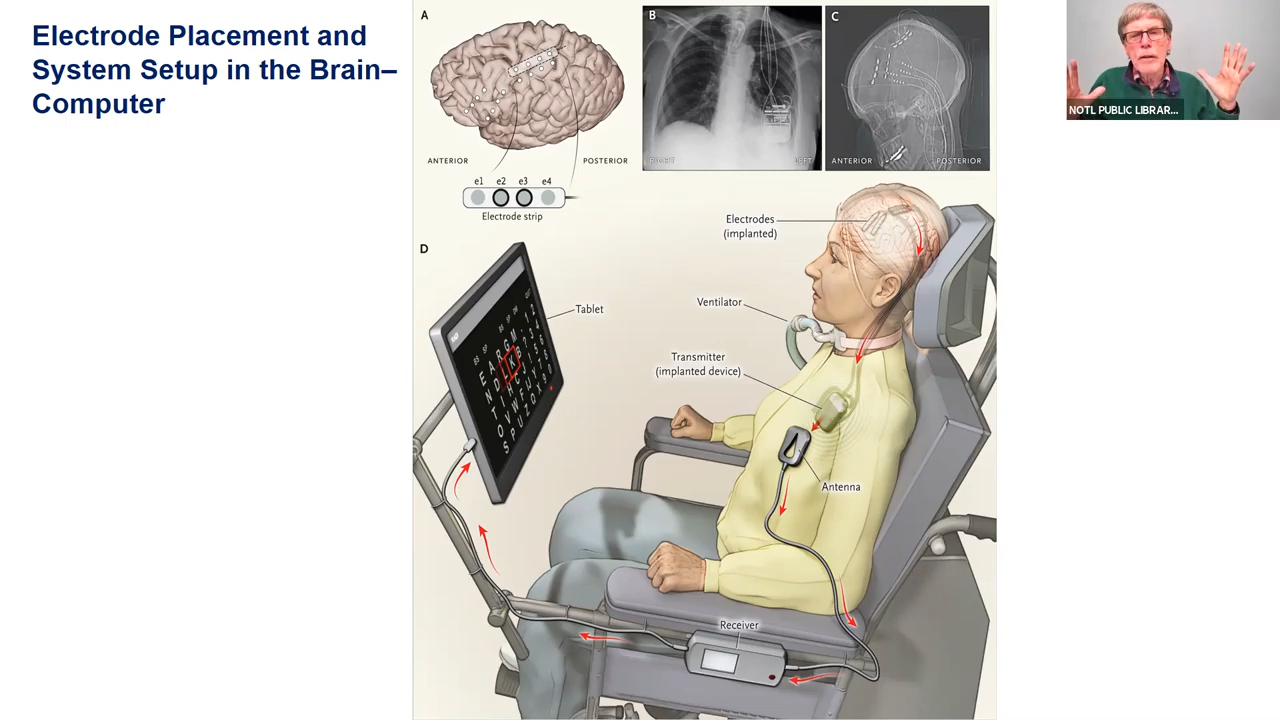 Electrode Placement and
System Setup in the Brain–
Computer
A
ANTERIOR
POSTERIOR
e1 e2 e3 e4
Electrode strip
B
RIGHT
LEFT
C
ANTERIOR
POSTERIOR
NOTL PUBLIC LIBRAR...
D
Electrodes
(implanted)
Tablet
Ventilator
Transmitter
(implanted device)
Antenna
Receiver